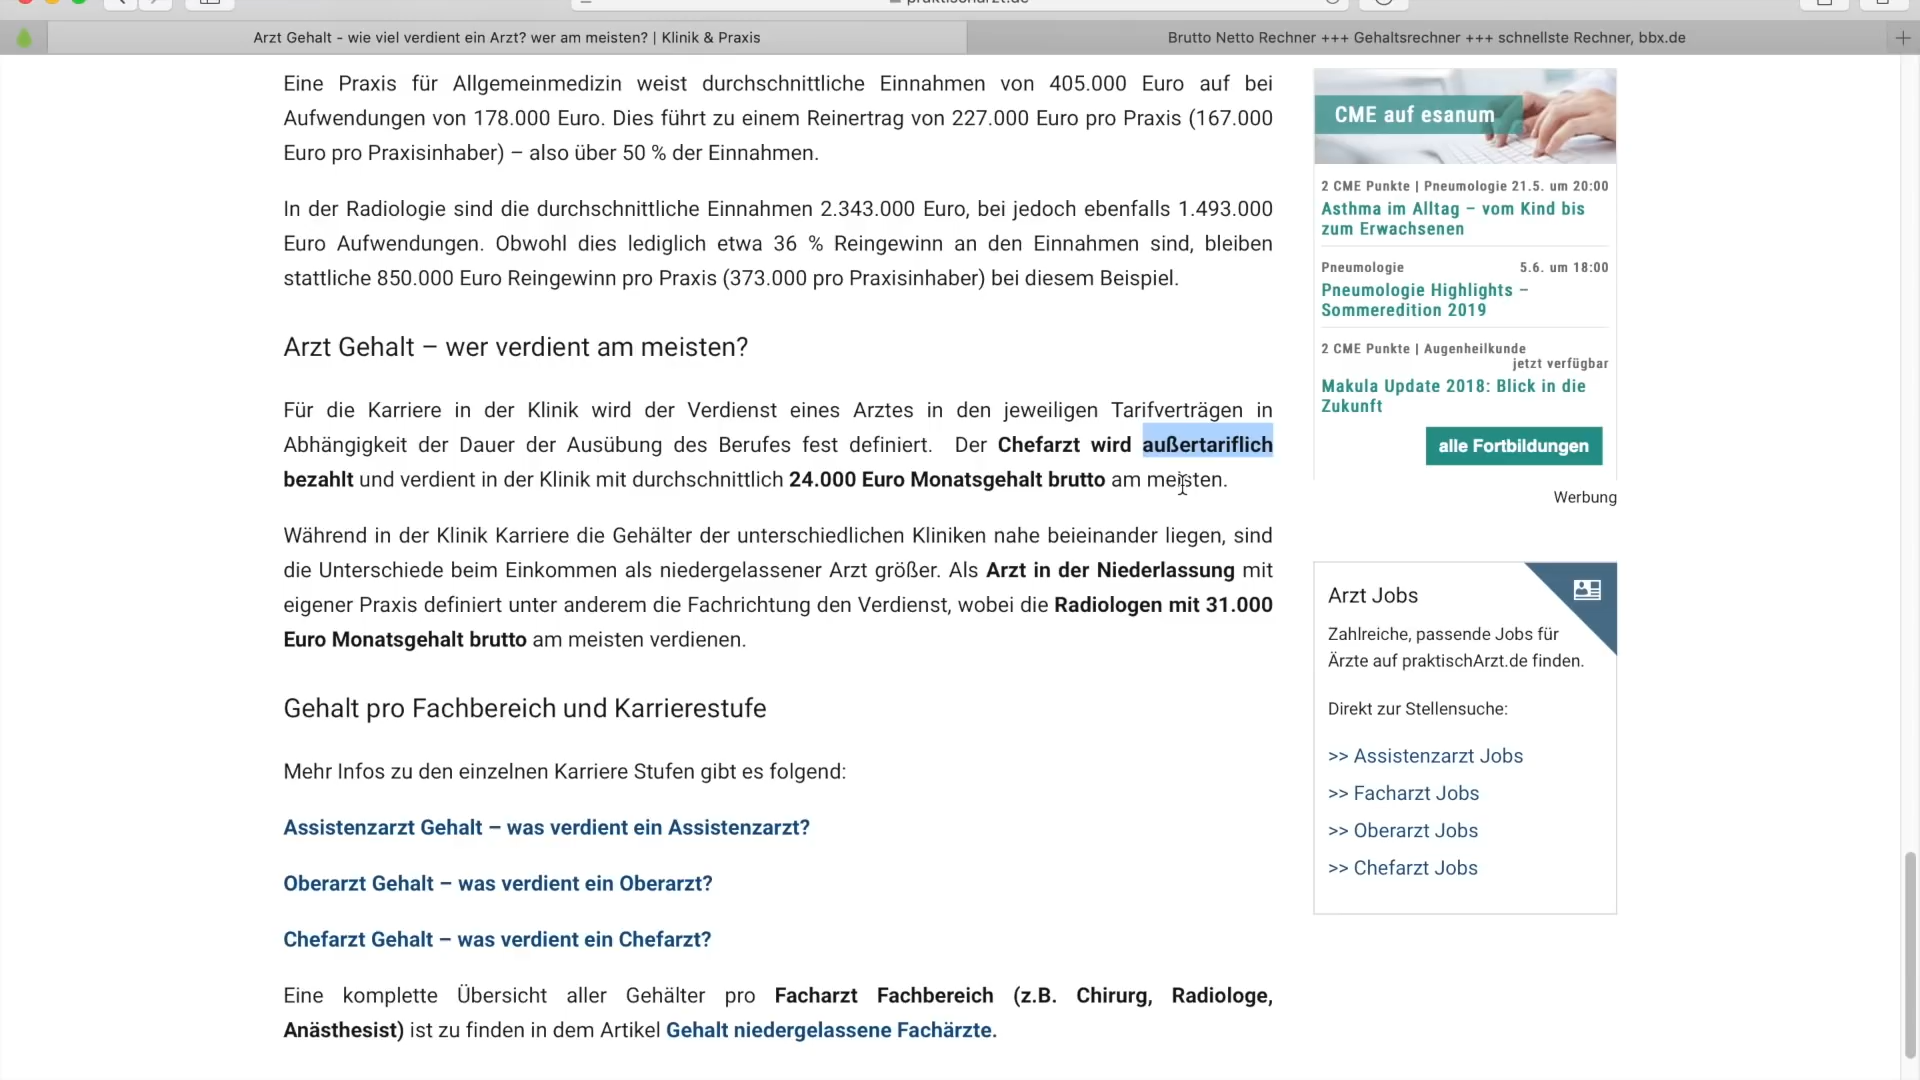 praktischarzt.de
Arzt Gehalt - wie viel verdient ein Arzt? wer am meisten? | Klinik & Praxis
Brutto Netto Rechner +++ Gehaltsrechner +++ schnellste Rechner, bbx.de
Eine Praxis für Allgemeinmedizin weist durchschnittliche Einnahmen von 405.000 Euro auf bei
Aufwendungen von 178.000 Euro. Dies führt zu einem Reinertrag von 227.000 Euro pro Praxis (167.000
Euro pro Praxisinhaber) – also über 50 % der Einnahmen.
In der Radiologie sind die durchschnittliche Einnahmen 2.343.000 Euro, bei jedoch ebenfalls 1.493.000
Euro Aufwendungen. Obwohl dies lediglich etwa 36 % Reingewinn an den Einnahmen sind, bleiben
stattliche 850.000 Euro Reingewinn pro Praxis (373.000 pro Praxisinhaber) bei diesem Beispiel.
Arzt Gehalt – wer verdient am meisten?
Für die Karriere in der Klinik wird der Verdienst eines Arztes in den jeweiligen Tarifverträgen in
Abhängigkeit der Dauer der Ausübung des Berufes fest definiert. Der Chefarzt wird außertariflich
bezahlt und verdient in der Klinik mit durchschnittlich 24.000 Euro Monatsgehalt brutto am meisten.
Während in der Klinik Karriere die Gehälter der unterschiedlichen Kliniken nahe beieinander liegen, sind
die Unterschiede beim Einkommen als niedergelassener Arzt größer. Als Arzt in der Niederlassung mit
eigener Praxis definiert unter anderem die Fachrichtung den Verdienst, wobei die Radiologen mit 31.000
Euro Monatsgehalt brutto am meisten verdienen.
Gehalt pro Fachbereich und Karrierestufe
Mehr Infos zu den einzelnen Karriere Stufen gibt es folgend:
Assistenzarzt Gehalt – was verdient ein Assistenzarzt?
Oberarzt Gehalt – was verdient ein Oberarzt?
Chefarzt Gehalt – was verdient ein Chefarzt?
Eine komplette Übersicht aller Gehälter pro Facharzt Fachbereich (z.B. Chirurg, Radiologe,
Anästhesist) ist zu finden in dem Artikel Gehalt niedergelassene Fachärzte.
CME auf esanum
2 CME Punkte | Pneumologie 21.5. um 20:00
Asthma im Alltag – vom Kind bis
zum Erwachsenen
Pneumologie 5.6. um 18:00
Pneumologie Highlights –
Sommeredition 2019
2 CME Punkte | Augenheilkunde
jetzt verfügbar
Makula Update 2018: Blick in die
Zukunft
alle Fortbildungen
Werbung
Arzt Jobs
Zahlreiche, passende Jobs für
Ärzte auf praktischArzt.de finden.
Direkt zur Stellensuche:
>> Assistenzarzt Jobs
>> Facharzt Jobs
>> Oberarzt Jobs
>> Chefarzt Jobs